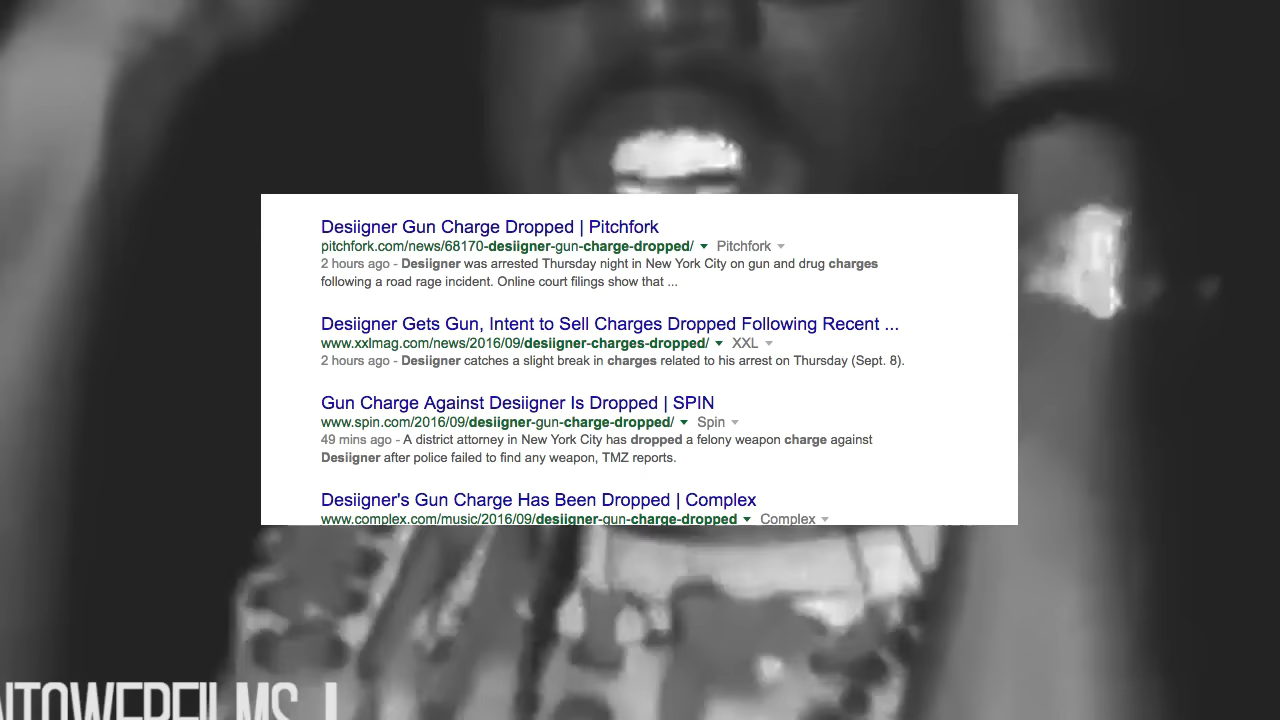 Desiigner Gun Charge Dropped | Pitchfork
pitchfork.com/news/68170-desiigner-gun-charge-dropped/ Pitchfork
2 hours ago - Desiigner was arrested Thursday night in New York City on gun and drug charges
following a road rage incident. Online court filings show that ...
Desiigner Gets Gun, Intent to Sell Charges Dropped Following Recent ...
www.xxlmag.com/news/2016/09/desiigner-charges-dropped/ XXL
2 hours ago - Desiigner catches a slight break in charges related to his arrest on Thursday (Sept. 8).
Gun Charge Against Desiigner Is Dropped | SPIN
www.spin.com/2016/09/desiigner-gun-charge-dropped/ Spin
49 mins ago - A district attorney in New York City has dropped a felony weapon charge against
Desiigner after police failed to find any weapon, TMZ reports.
Desiigner's Gun Charge Has Been Dropped | Complex
www.complex.com/music/2016/09/desiigner-gun-charge-dropped Complex
NTOWERFILMS